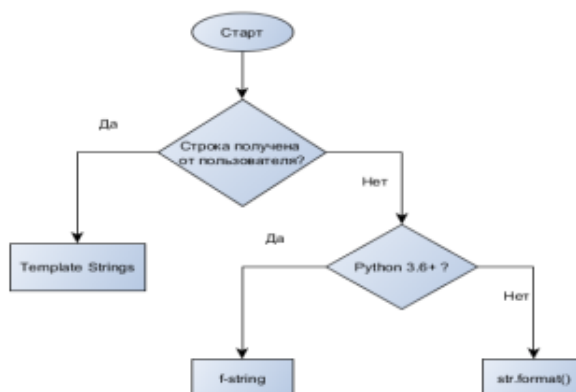 Старт
Да
Строка получена
от пользователя?
Нет
Template Strings
Да
Python 3.6+ ?
Нет
f-string
str.format()